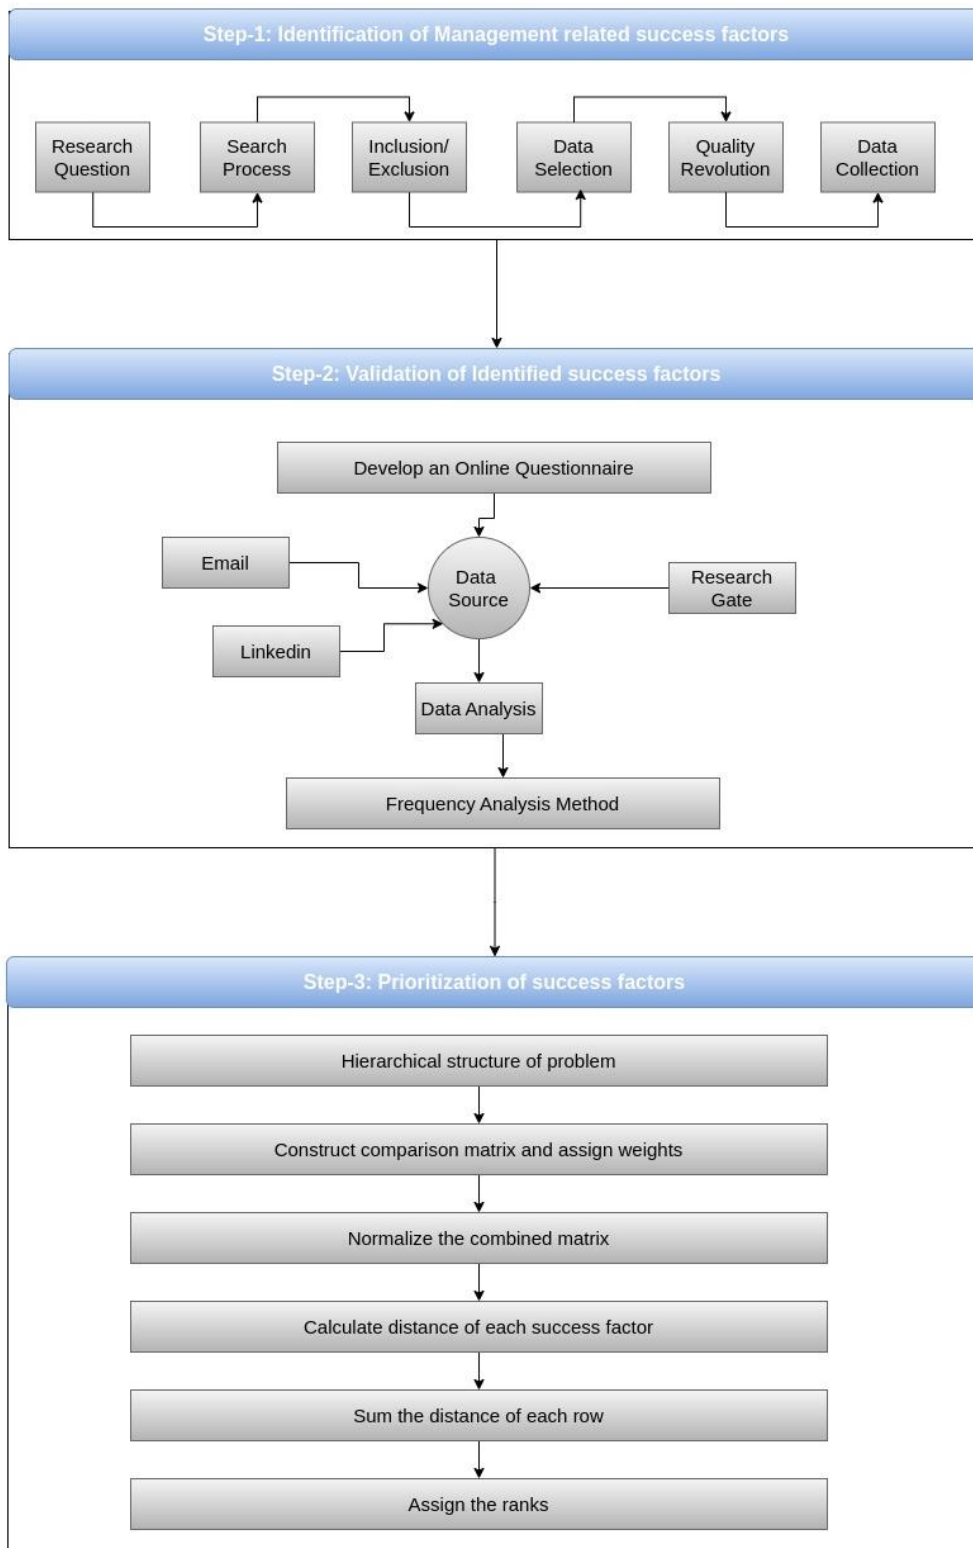 Step-1: Identification of Management related success factors
Research
Question
Search
Process
Inclusion/
Exclusion
Data
Selection
Quality
Revolution
Data
Collection
Step-2: Validation of Identified success factors
Develop an Online Questionnaire
Email
Data
Source
Research
Gate
Linkedin
Data Analysis
Frequency Analysis Method
Step-3: Prioritization of success factors
Hierarchical structure of problem
Construct comparison matrix and assign weights
Normalize the combined matrix
Calculate distance of each success factor
Sum the distance of each row
Assign the ranks